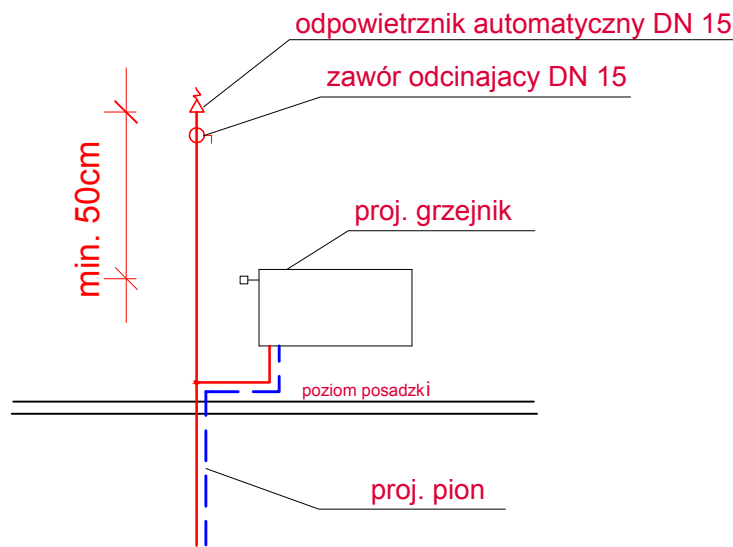 odpowietrznik automatyczny DN 15
zawór odcinajacy DN 15
min. 50cm
proj. grzejnik
poziom posadzki
proj. pion